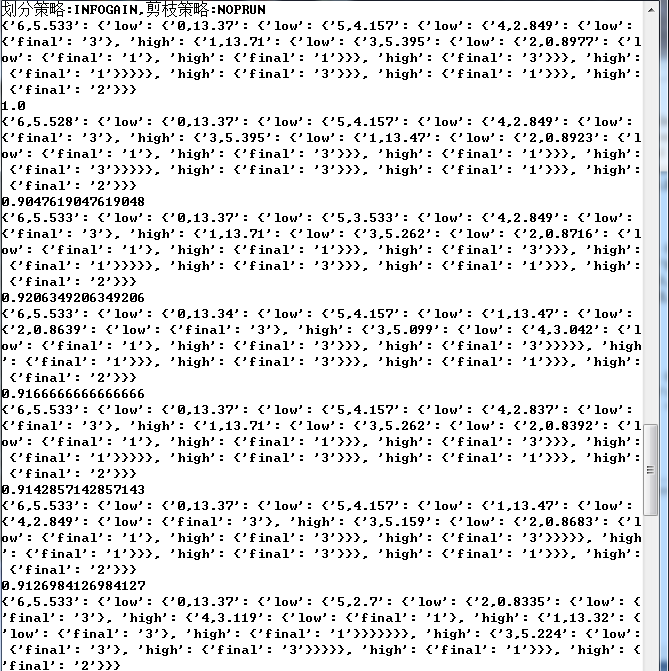 划分策略:INFOGAIN,剪枝策略:NOPRUN
{'6,5.533': {'low': {'0,13.37': {'low': {'5,4.157': {'low': {'4,2.849': {'low':
{'final': '3'}, 'high': {'1,13.71': {'low': {'3,5.395': {'low': {'2,0.8977': {'l
ow': {'final': '1'}, 'high': {'final': '1'}}}, 'high': {'final': '3'}}}, 'high':
 {'final': '1'}}}}}, 'high': {'final': '3'}}}, 'high': {'final': '1'}}}, 'high':
 {'final': '2'}}}
1.0
{'6,5.528': {'low': {'0,13.37': {'low': {'5,4.157': {'low': {'4,2.849': {'low':
{'final': '3'}, 'high': {'3,5.395': {'low': {'1,13.47': {'low': {'2,0.8923': {'l
ow': {'final': '1'}, 'high': {'final': '3'}}}, 'high': {'final': '1'}}}, 'high':
 {'final': '3'}}}}}, 'high': {'final': '3'}}}, 'high': {'final': '1'}}}, 'high':
 {'final': '2'}}}
0.9047619047619048
{'6,5.533': {'low': {'0,13.37': {'low': {'5,3.533': {'low': {'4,2.849': {'low':
{'final': '3'}, 'high': {'1,13.71': {'low': {'3,5.262': {'low': {'2,0.8716': {'l
ow': {'final': '1'}, 'high': {'final': '1'}}}, 'high': {'final': '3'}}}, 'high':
 {'final': '1'}}}}}, 'high': {'final': '3'}}}, 'high': {'final': '1'}}}, 'high':
 {'final': '2'}}}
0.9206349206349206
{'6,5.533': {'low': {'0,13.34': {'low': {'5,4.157': {'low': {'1,13.47': {'low':
{'2,0.8639': {'low': {'final': '3'}, 'high': {'3,5.099': {'low': {'4,3.042': {'l
ow': {'final': '1'}, 'high': {'final': '3'}}}, 'high': {'final': '3'}}}}}, 'high
': {'final': '1'}}}, 'high': {'final': '3'}}}, 'high': {'final': '1'}}}, 'high':
 {'final': '2'}}}
0.9166666666666666
{'6,5.533': {'low': {'0,13.37': {'low': {'5,4.157': {'low': {'4,2.837': {'low':
{'final': '3'}, 'high': {'1,13.71': {'low': {'3,5.262': {'low': {'2,0.8392': {'l
ow': {'final': '1'}, 'high': {'final': '1'}}}, 'high': {'final': '3'}}}, 'high':
 {'final': '1'}}}}}, 'high': {'final': '3'}}}, 'high': {'final': '1'}}}, 'high':
 {'final': '2'}}}
0.9142857142857143
{'6,5.533': {'low': {'0,13.37': {'low': {'5,4.157': {'low': {'1,13.47': {'low':
{'4,2.849': {'low': {'final': '3'}, 'high': {'3,5.159': {'low': {'2,0.8683': {'l
ow': {'final': '1'}, 'high': {'final': '3'}}}, 'high': {'final': '3'}}}}}, 'high
': {'final': '1'}}}, 'high': {'final': '3'}}}, 'high': {'final': '1'}}}, 'high':
 {'final': '2'}}}
0.9126984126984127
{'6,5.533': {'low': {'0,13.37': {'low': {'5,2.7': {'low': {'2,0.8335': {'low': {
'final': '3'}, 'high': {'4,3.119': {'low': {'final': '1'}, 'high': {'1,13.32': {
'low': {'final': '3'}, 'high': {'final': '1'}}}}}}}, 'high': {'3,5.224': {'low':
 {'final': '3'}, 'high': {'final': '3'}}}}}, 'high': {'final': '1'}}}, 'high': {
'final': '2'}}}